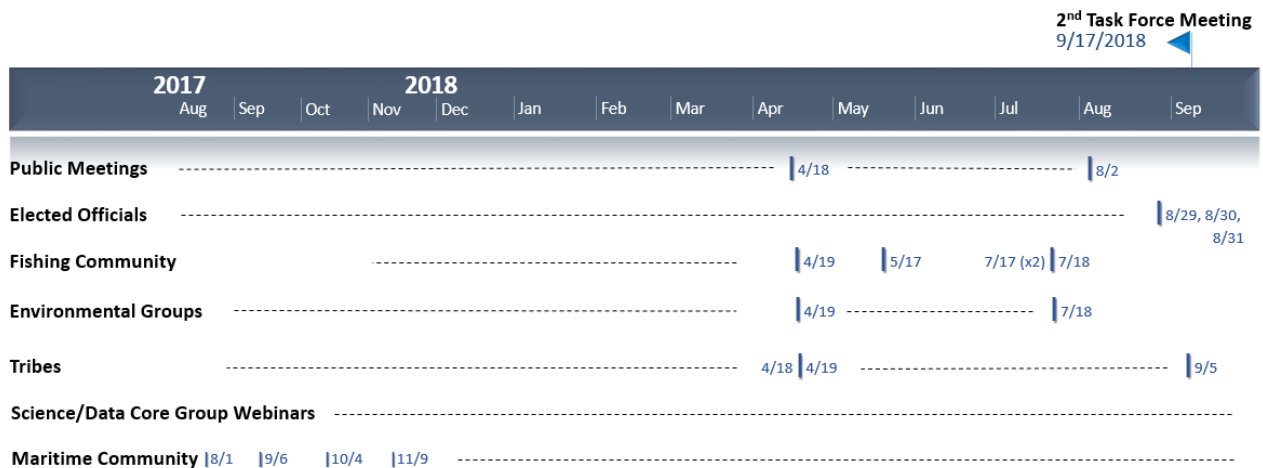 2nd Task Force Meeting
9/17/2018
2017 2018
Aug Sep Oct Nov Dec Jan Feb Mar Apr May Jun Jul Aug Sep
Public Meetings 4/18 8/2
Elected Officials 8/29, 8/30,
8/31
Fishing Community 4/19 5/17 7/17 (x2) 7/18
Environmental Groups 4/19 7/18
Tribes 4/18 4/19 9/5
Science/Data Core Group Webinars
Maritime Community 8/1 9/6 10/4 11/9